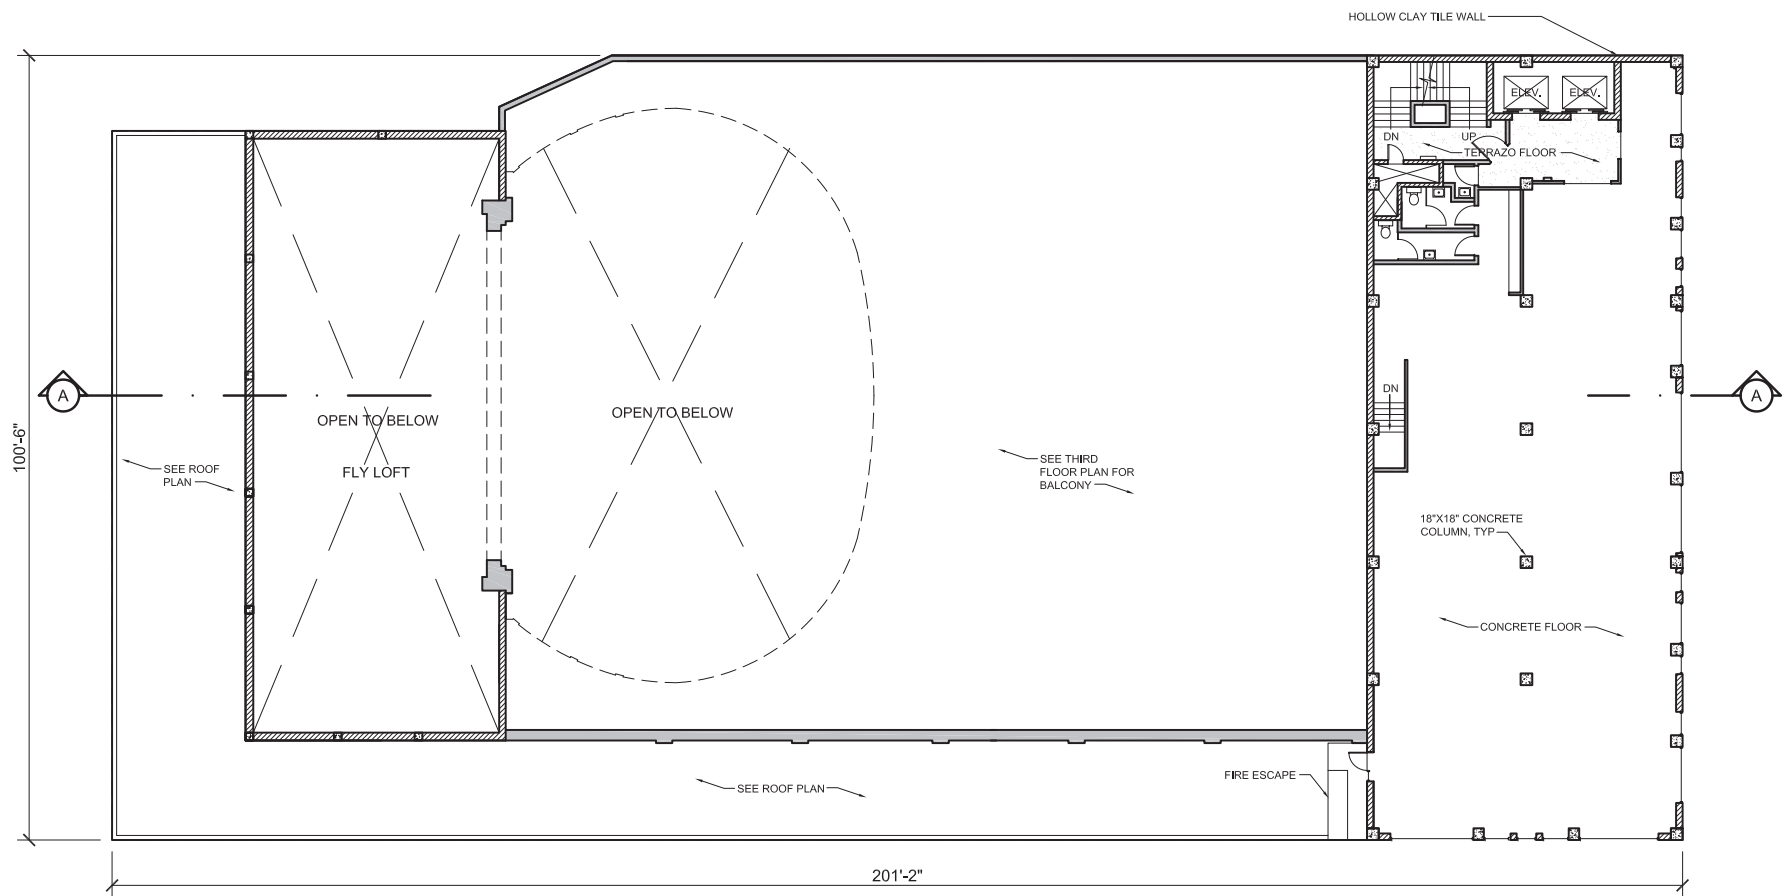 HOLLOW CLAY TILE WALL
ELEV.
ELEV.
DN
UP
TERRAZO FLOOR
A
DN
A
OPEN TO BELOW
OPEN TO BELOW
100'-6"
SEE ROOF
PLAN
FLY LOFT
SEE THIRD
FLOOR PLAN FOR
BALCONY
18"X18" CONCRETE
COLUMN, TYP
CONCRETE FLOOR
SEE ROOF PLAN
FIRE ESCAPE
201'-2"